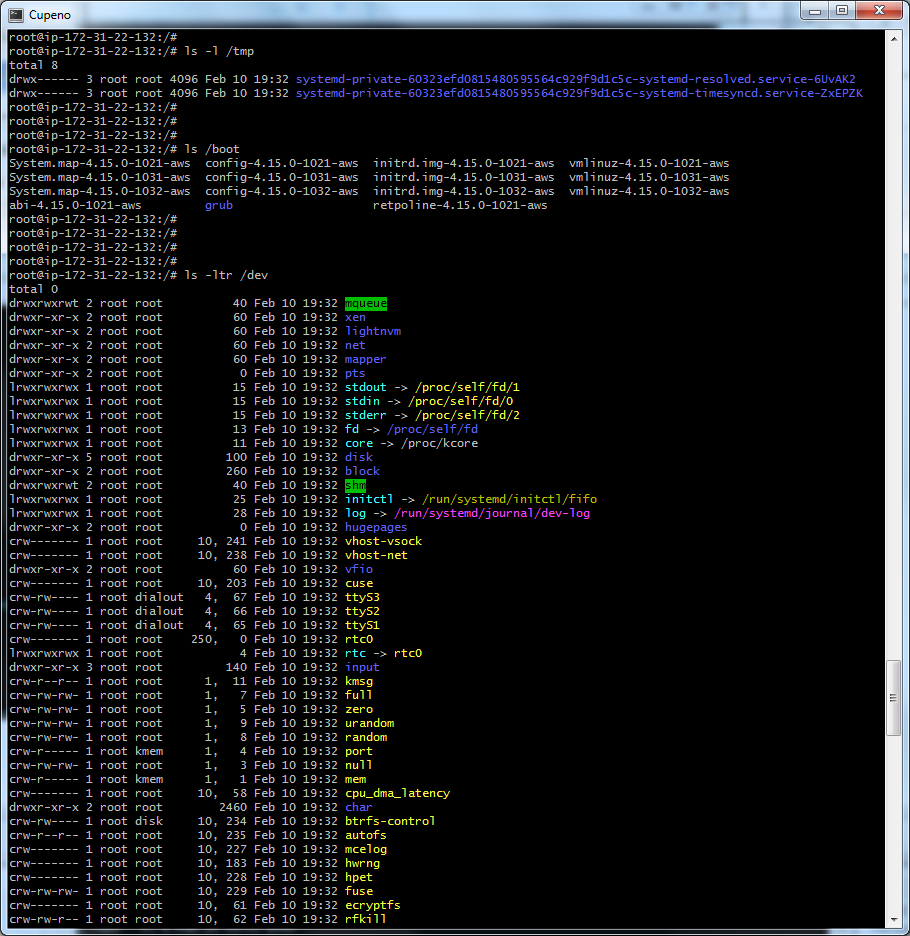 Cupeno
root@ip-172-31-22-132:/#
root@ip-172-31-22-132:/# ls -l /tmp
total 8
drwx------ 3 root root 4096 Feb 10 19:32 systemd-private-60323efd0815480595564c929f9d1c5c-systemd-resolved.service-6UvAK2
drwx------ 3 root root 4096 Feb 10 19:32 systemd-private-60323efd0815480595564c929f9d1c5c-systemd-timesyncd.service-ZxEPZK
root@ip-172-31-22-132:/#
root@ip-172-31-22-132:/#
root@ip-172-31-22-132:/#
root@ip-172-31-22-132:/# ls /boot
System.map-4.15.0-1021-aws  config-4.15.0-1021-aws  initrd.img-4.15.0-1021-aws  vmlinuz-4.15.0-1021-aws
System.map-4.15.0-1031-aws  config-4.15.0-1031-aws  initrd.img-4.15.0-1031-aws  vmlinuz-4.15.0-1031-aws
System.map-4.15.0-1032-aws  config-4.15.0-1032-aws  initrd.img-4.15.0-1032-aws  vmlinuz-4.15.0-1032-aws
abi-4.15.0-1021-aws         grub                    retpoline-4.15.0-1021-aws
root@ip-172-31-22-132:/#
root@ip-172-31-22-132:/#
root@ip-172-31-22-132:/#
root@ip-172-31-22-132:/#
root@ip-172-31-22-132:/# ls -ltr /dev
total 0
drwxrwxrwt 2 root root          40 Feb 10 19:32 mqueue
drwxr-xr-x 2 root root          60 Feb 10 19:32 xen
drwxr-xr-x 2 root root          60 Feb 10 19:32 lightnvm
drwxr-xr-x 2 root root          60 Feb 10 19:32 net
drwxr-xr-x 2 root root          60 Feb 10 19:32 mapper
drwxr-xr-x 2 root root           0 Feb 10 19:32 pts
lrwxrwxrwx 1 root root          15 Feb 10 19:32 stdout -> /proc/self/fd/1
lrwxrwxrwx 1 root root          15 Feb 10 19:32 stdin -> /proc/self/fd/0
lrwxrwxrwx 1 root root          15 Feb 10 19:32 stderr -> /proc/self/fd/2
lrwxrwxrwx 1 root root          13 Feb 10 19:32 fd -> /proc/self/fd
lrwxrwxrwx 1 root root          11 Feb 10 19:32 core -> /proc/kcore
drwxr-xr-x 5 root root         100 Feb 10 19:32 disk
drwxr-xr-x 2 root root         260 Feb 10 19:32 block
drwxrwxrwt 2 root root          40 Feb 10 19:32 shm
lrwxrwxrwx 1 root root          25 Feb 10 19:32 initctl -> /run/systemd/initctl/fifo
lrwxrwxrwx 1 root root          28 Feb 10 19:32 log -> /run/systemd/journal/dev-log
drwxr-xr-x 2 root root           0 Feb 10 19:32 hugepages
crw------- 1 root root     10, 241 Feb 10 19:32 vhost-vsock
crw------- 1 root root     10, 238 Feb 10 19:32 vhost-net
drwxr-xr-x 2 root root          60 Feb 10 19:32 vfio
crw------- 1 root root     10, 203 Feb 10 19:32 cuse
crw-rw---- 1 root dialout   4,  67 Feb 10 19:32 ttyS3
crw-rw---- 1 root dialout   4,  66 Feb 10 19:32 ttyS2
crw-rw---- 1 root dialout   4,  65 Feb 10 19:32 ttyS1
crw------- 1 root root    250,   0 Feb 10 19:32 rtc0
lrwxrwxrwx 1 root root           4 Feb 10 19:32 rtc -> rtc0
drwxr-xr-x 3 root root         140 Feb 10 19:32 input
crw-r--r-- 1 root root      1,  11 Feb 10 19:32 kmsg
crw-rw-rw- 1 root root      1,   7 Feb 10 19:32 full
crw-rw-rw- 1 root root      1,   5 Feb 10 19:32 zero
crw-rw-rw- 1 root root      1,   9 Feb 10 19:32 urandom
crw-rw-rw- 1 root root      1,   8 Feb 10 19:32 random
crw-r----- 1 root kmem      1,   4 Feb 10 19:32 port
crw-rw-rw- 1 root root      1,   3 Feb 10 19:32 null
crw-r----- 1 root kmem      1,   1 Feb 10 19:32 mem
crw------- 1 root root     10,  58 Feb 10 19:32 cpu_dma_latency
drwxr-xr-x 2 root root        2460 Feb 10 19:32 char
crw-rw---- 1 root disk     10, 234 Feb 10 19:32 btrfs-control
crw-r--r-- 1 root root     10, 235 Feb 10 19:32 autofs
crw------- 1 root root     10, 227 Feb 10 19:32 mcelog
crw------- 1 root root     10, 183 Feb 10 19:32 hwrng
crw------- 1 root root     10, 228 Feb 10 19:32 hpet
crw-rw-rw- 1 root root     10, 229 Feb 10 19:32 fuse
crw------- 1 root root     10,  61 Feb 10 19:32 ecryptfs
crw-rw-r-- 1 root root     10,  62 Feb 10 19:32 rfkill